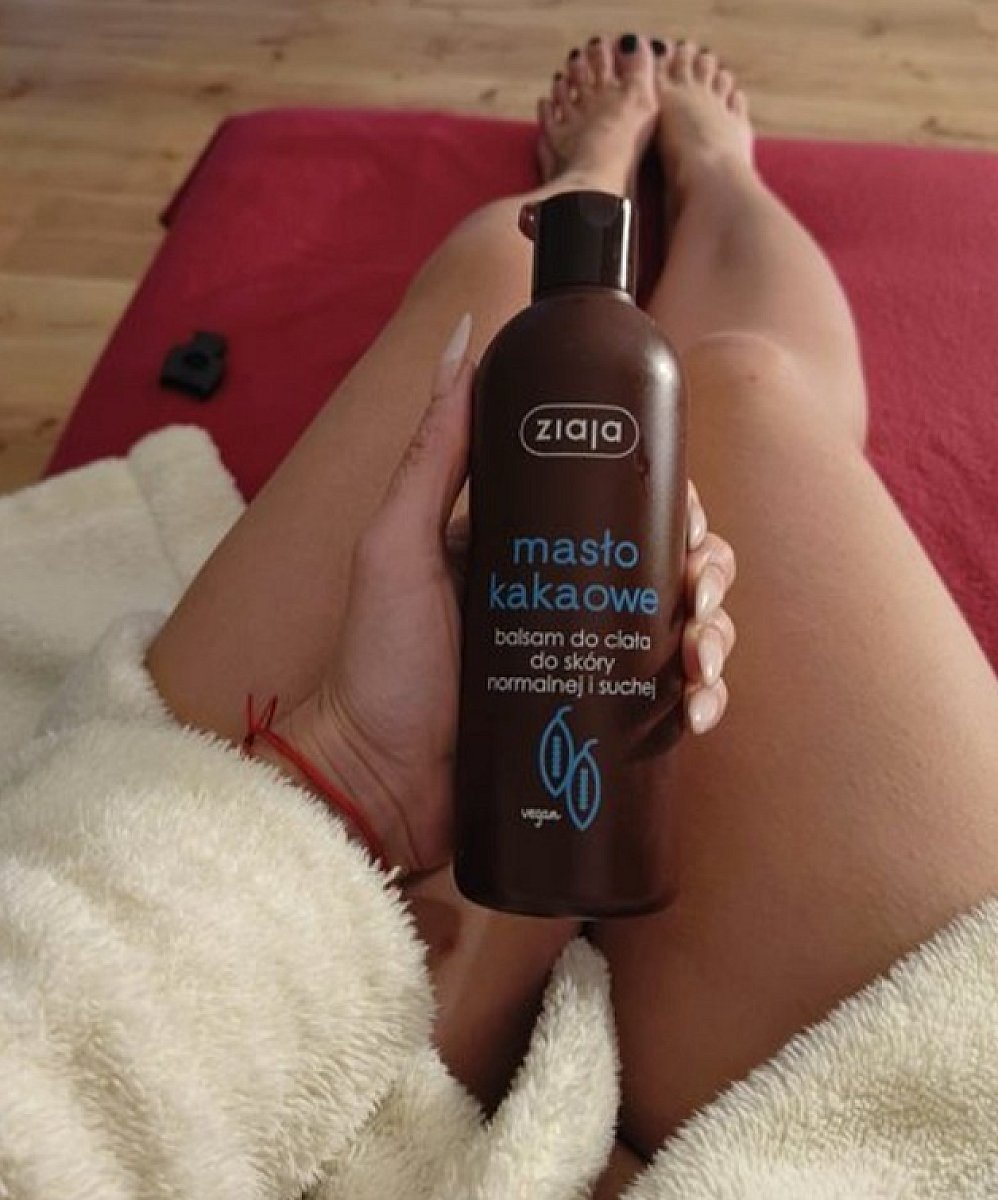 ziaja
masło
kakaowe
balsam do ciała
do skóry
normalnej i suchej
vegan